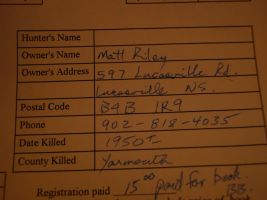 Hunter's Name
Owner's Name Matt Riley
Owner's Address 597 Lucasville Rd.
Lucasville NS.
Postal Code B4B 1R9
Phone 902-818-4035
Date Killed 1950
County Killed Yarmouth
Registration paid 15.00 paid for book.
BB.